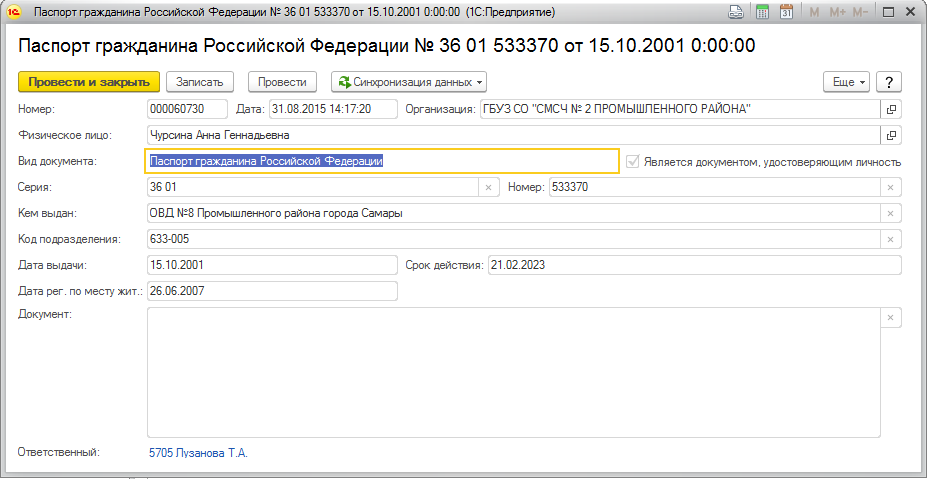 Паспорт гражданина Российской Федерации № 36 01 533370 от 15.10.2001 0:00:00 (1С:Предприятие) M M+ M-
Паспорт гражданина Российской Федерации № 36 01 533370 от 15.10.2001 0:00:00
Провести и закрыть Записать Провести Синхронизация данных Еще ?
Номер: 000060730 Дата: 31.08.2015 14:17:20 Организация: ГБУЗ СО "СМСЧ № 2 ПРОМЫШЛЕННОГО РАЙОНА"
Физическое лицо: Чурсина Анна Геннадьевна
Вид документа: Паспорт гражданина Российской Федерации Является документом, удостоверяющим личность
Серия: 36 01 Номер: 533370
Кем выдан: ОВД №8 Промышленного района города Самары
Код подразделения: 633-005
Дата выдачи: 15.10.2001 Срок действия: 21.02.2023
Дата рег. по месту жит.: 26.06.2007
Документ:
Ответственный: 5705 Лузанова Т.А.